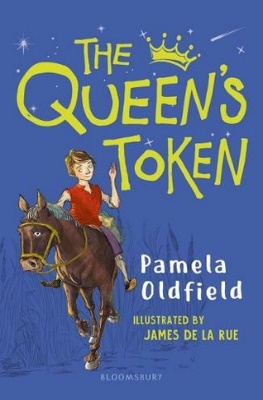 THE
QUEEN'S
TOKEN
Pamela
Oldfield
ILLUSTRATED BY
JAMES DE LA RUE
BLOOMSBURY